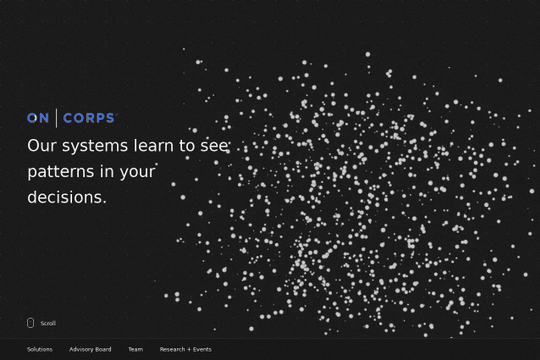 ON | CORPS
Our systems learn to see
patterns in your
decisions.
Scroll
Solutions Advisory Board Team Research + Events